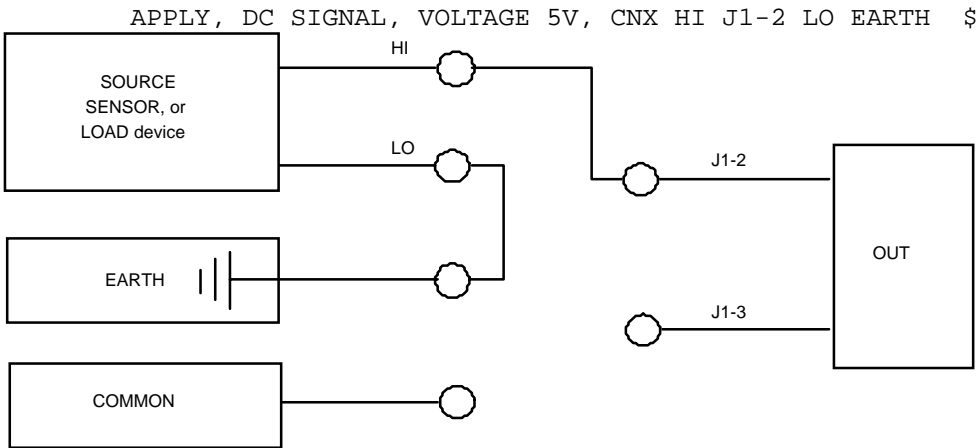 APPLY, DC SIGNAL, VOLTAGE 5V, CNX HI J1-2 LO EARTH $
HI
SOURCE
SENSOR, or
LOAD device
LO
J1-2
EARTH
OUT
J1-3
COMMON